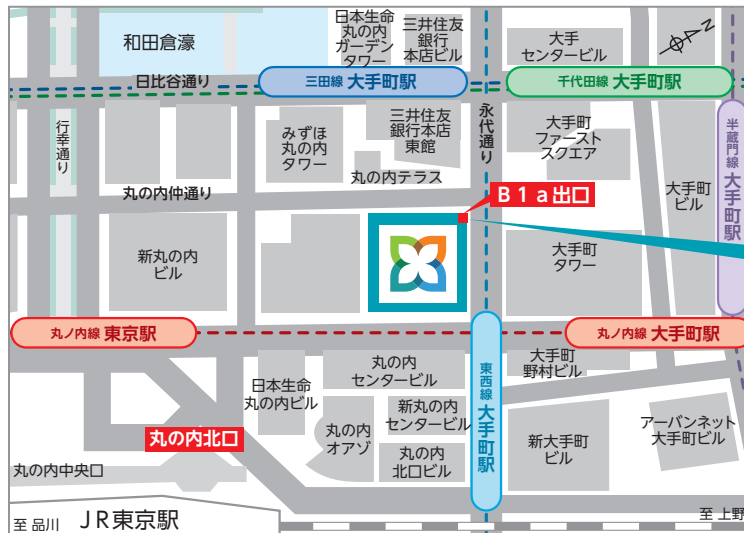 和田倉濠
日本生命
丸の内
ガーデン
タワー
三井住友
銀行
本店ビル
大手
センタービル
N
日比谷通り
三田線 大手町駅
千代田線 大手町駅
行幸通り
みずほ
丸の内
タワー
三井住友
銀行本店
東館
永代通り
大手町
ファースト
スクエア
半蔵門線 大手町駅
丸の内テラス
丸の内仲通り
B1a出口
大手町
ビル
新丸の内
ビル
大手町
タワー
丸ノ内線 東京駅
丸ノ内線 大手町駅
日本生命
丸の内ビル
丸の内
センタービル
東西線 大手町駅
大手町
野村ビル
丸の内北口
丸の内
オアゾ
新丸の内
センタービル
丸の内
北口ビル
新大手町
ビル
アーバンネット
大手町ビル
丸の内中央口
至 品川
JR東京駅
至 上野